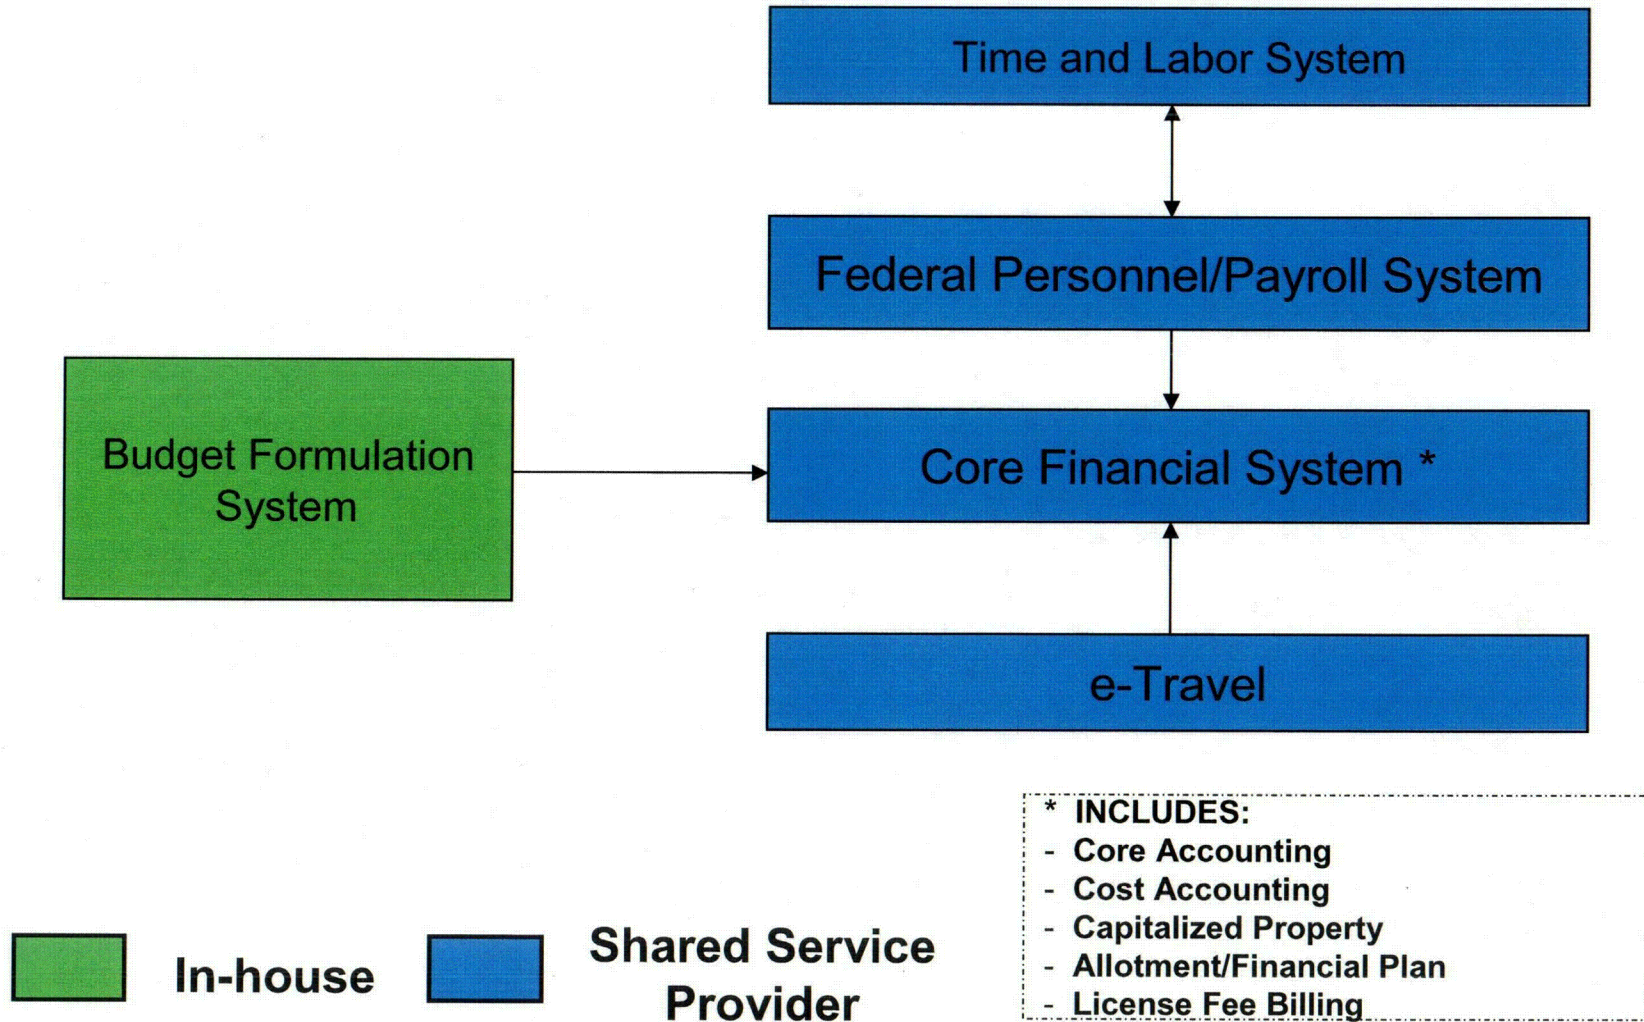 Time and Labor System
Federal Personnel/Payroll System
Budget Formulation
System
Core Financial System *
e-Travel
* INCLUDES:
- Core Accounting
- Cost Accounting
- Capitalized Property
- Allotment/Financial Plan
- License Fee Billing
In-house
Shared Service
Provider